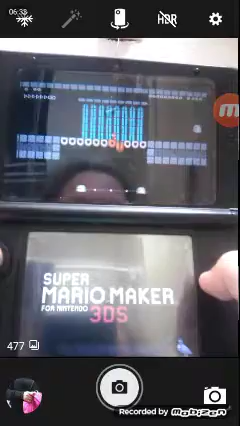 06:33
HDR
SUPER
MARIO MAKER
FOR NINTENDO 3DS
477
Recorded by Mobizen